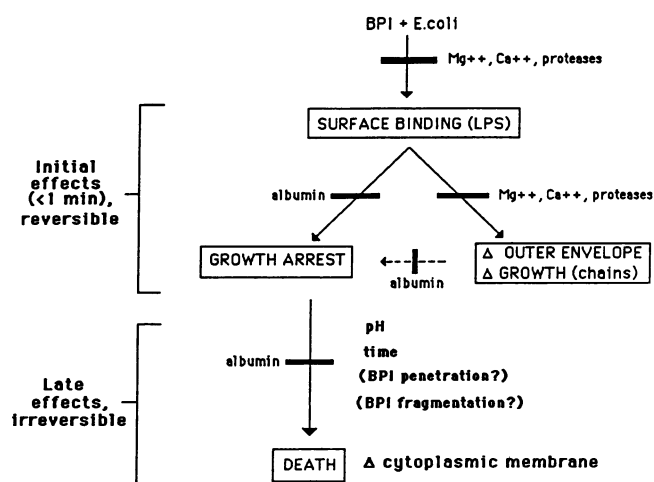 BPI + E.coli
Mg++, Ca++, proteases
SURFACE BINDING (LPS)
Initial
effects
(<1 min),
reversible
albumin
Mg++, Ca++, proteases
GROWTH ARREST
albumin
Δ OUTER ENVELOPE
Δ GROWTH (chains)
pH
time
albumin
(BPI penetration?)
(BPI fragmentation?)
Late
effects,
irreversible
DEATH
Δ cytoplasmic membrane